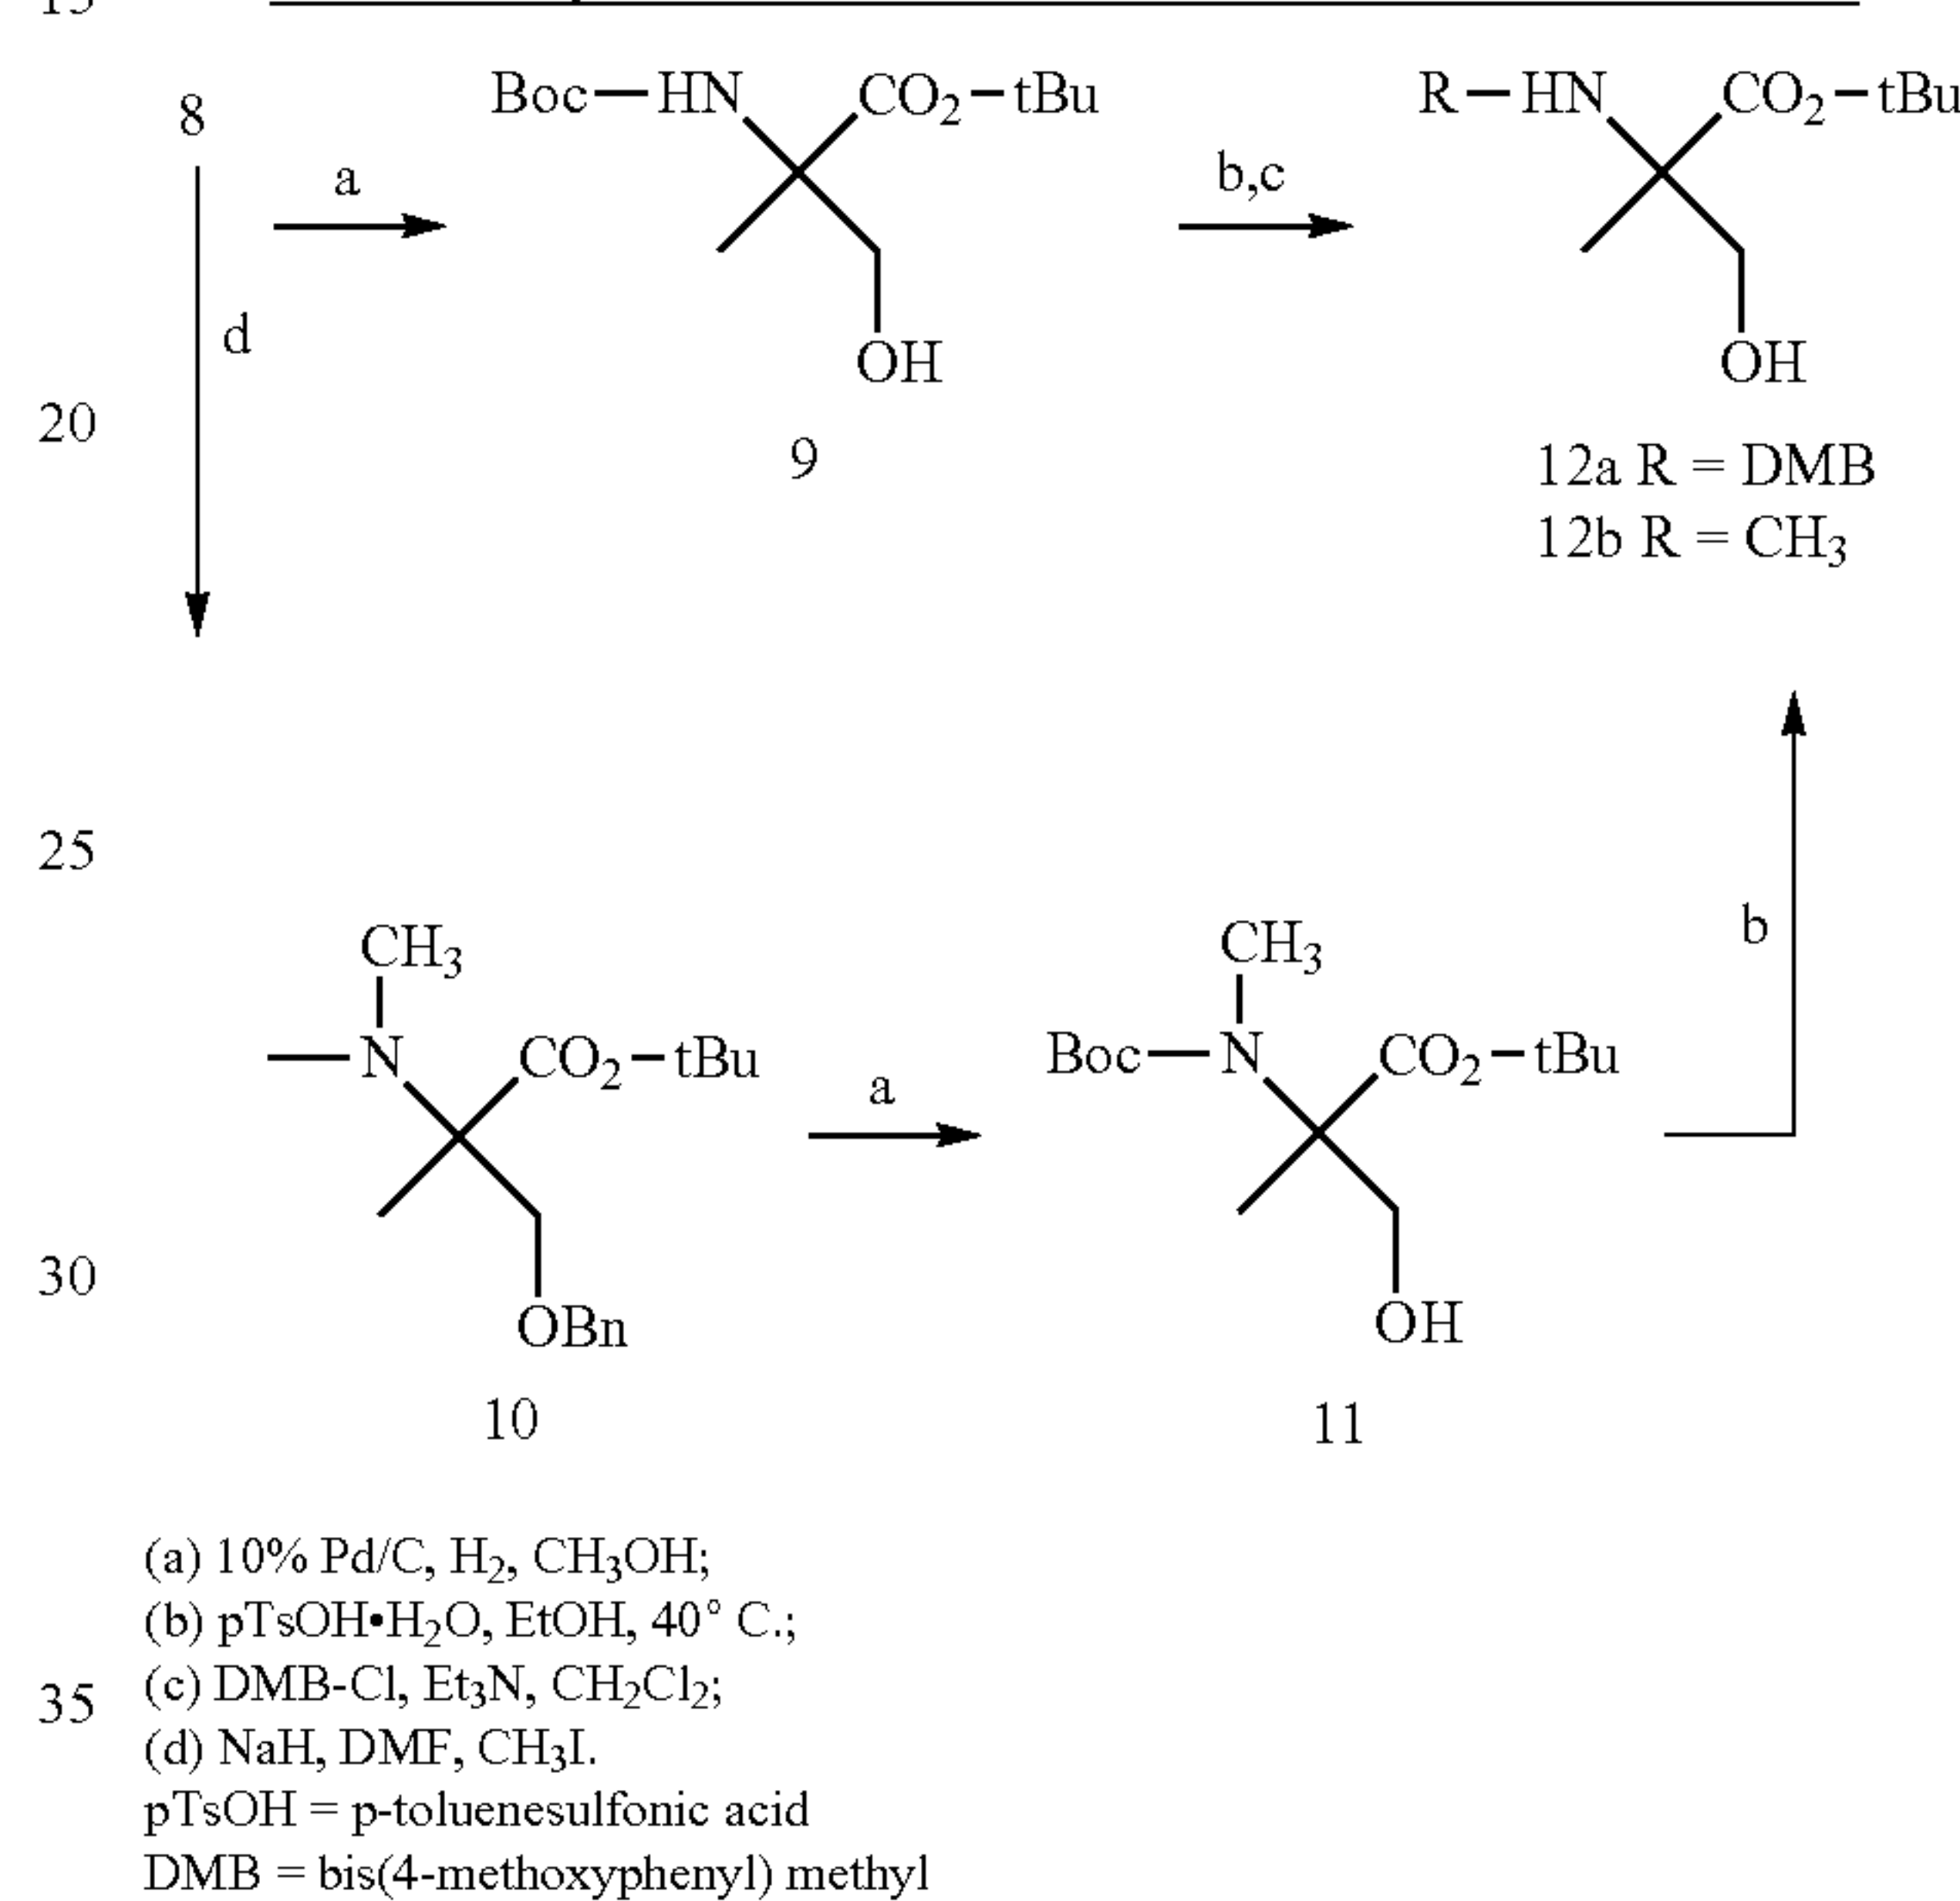 15
8
a
Boc—HN CO2—tBu
OH
9
b,c
R—HN CO2—tBu
OH
12a R = DMB
12b R = CH3
d
20
25
CH3
N CO2—tBu
OBn
10
a
CH3
Boc—N CO2—tBu
OH
11
b
30
(a) 10% Pd/C, H2, CH3OH;
(b) pTsOH•H2O, EtOH, 40° C.;
35
(c) DMB-Cl, Et3N, CH2Cl2;
(d) NaH, DMF, CH3I.
pTsOH = p-toluenesulfonic acid
DMB = bis(4-methoxyphenyl) methyl